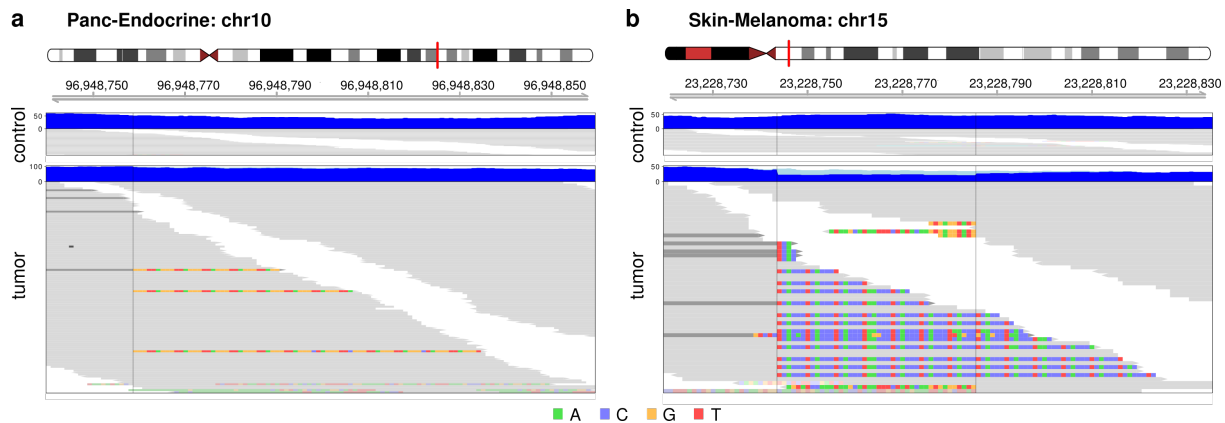 a Panc-Endocrine: chr10
96,948,750 96,948,770 96,948,790 96,948,810 96,948,830 96,948,850
control
50
0
tumor
100
0
b Skin-Melanoma: chr15
23,228,730 23,228,750 23,228,770 23,228,790 23,228,810 23,228,830
control
50
0
tumor
50
0
A C G T